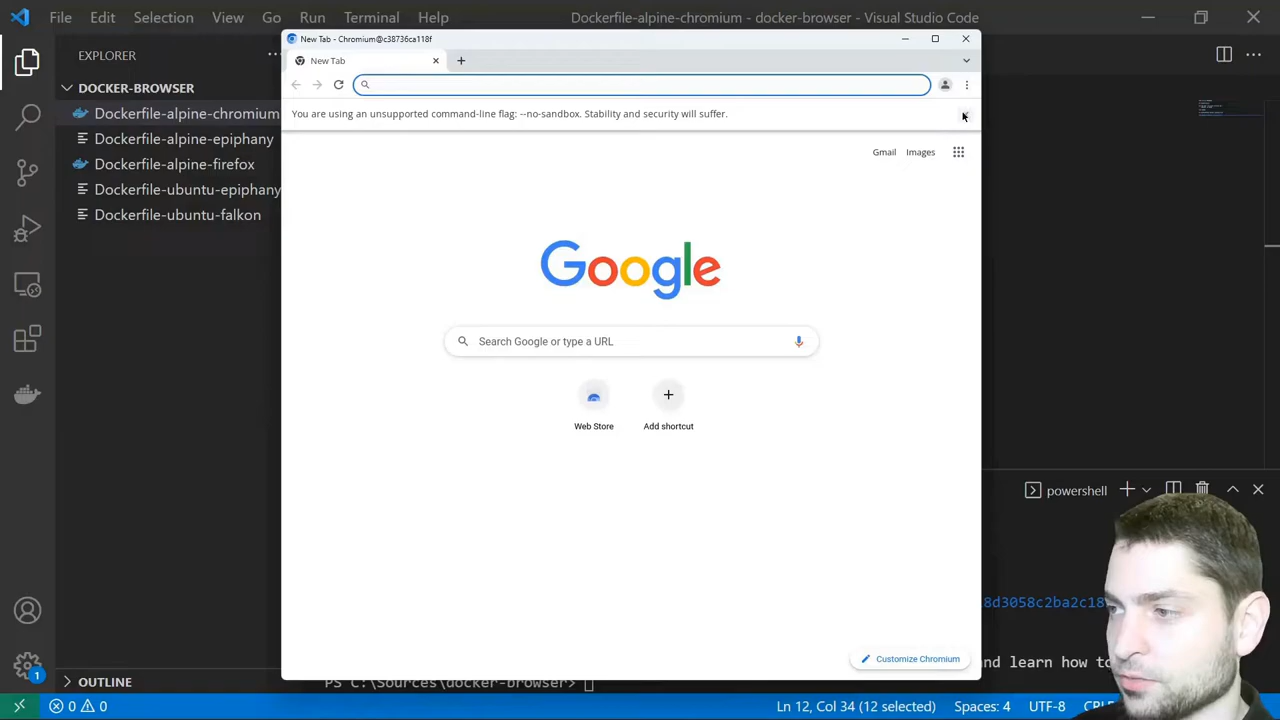 File Edit Selection View Go Run Terminal Help Dockerfile-alpine-chromium - docker-browser - Visual Studio Code
New Tab - Chromium@c38736ca118f
EXPLORER
New Tab
DOCKER-BROWSER
Dockerfile-alpine-chromium
Dockerfile-alpine-epiphany
Dockerfile-alpine-firefox
Dockerfile-ubuntu-epiphany
Dockerfile-ubuntu-falkon
You are using an unsupported command-line flag: --no-sandbox. Stability and security will suffer.
Gmail Images
Google
Search Google or type a URL
Web Store Add shortcut
powershell
8d3058c2ba2c18
and learn how to
Customize Chromium
PS C:\Sources\docker-browser>
OUTLINE
1
0 0 Ln 12, Col 34 (12 selected) Spaces: 4 UTF-8 CRLF